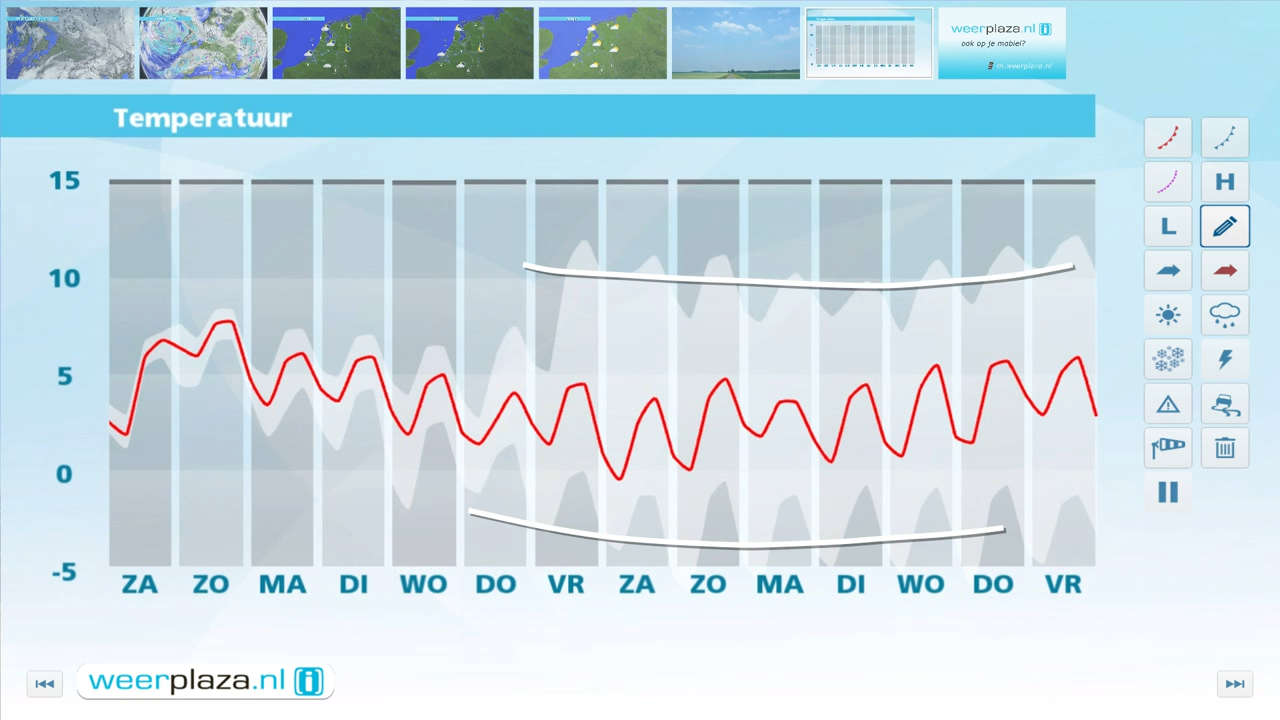 weerplaza.nl
ook op je mobiel?
m.weerplaza.nl
Temperatuur
15
10
5
0
-5
ZA ZO MA DI WO DO VR ZA ZO MA DI WO DO VR
H
L
weerplaza.nl